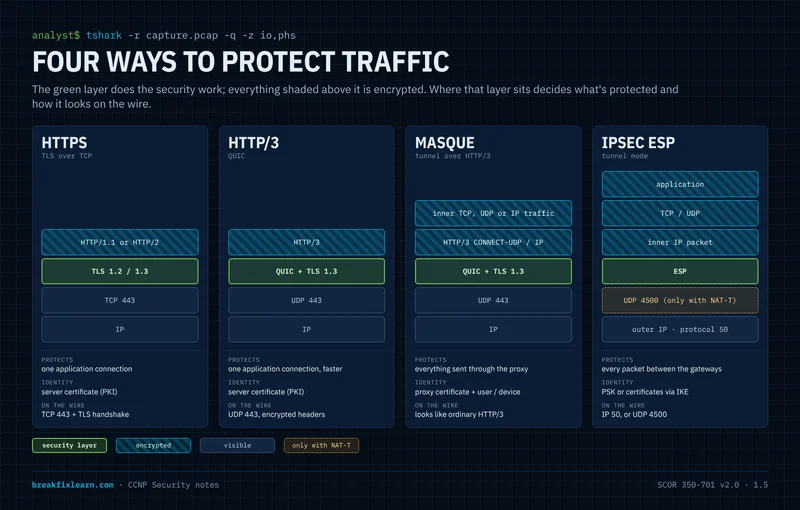 analyst$ tshark -r capture.pcap -q -z io,phs
FOUR WAYS TO PROTECT TRAFFIC
The green layer does the security work; everything shaded above it is encrypted. Where that layer sits decides what's protected and
how it looks on the wire.
HTTPS
TLS over TCP
HTTP/1.1 or HTTP/2
TLS 1.2 / 1.3
TCP 443
IP
PROTECTS
one application connection
IDENTITY
server certificate (PKI)
ON THE WIRE
TCP 443 + TLS handshake
HTTP/3
QUIC
HTTP/3
QUIC + TLS 1.3
UDP 443
IP
PROTECTS
one application connection, faster
IDENTITY
server certificate (PKI)
ON THE WIRE
UDP 443, encrypted headers
MASQUE
tunnel over HTTP/3
inner TCP, UDP or IP traffic
HTTP/3 CONNECT-UDP / IP
QUIC + TLS 1.3
UDP 443
IP
PROTECTS
everything sent through the proxy
IDENTITY
proxy certificate + user / device
ON THE WIRE
looks like ordinary HTTP/3
IPSEC ESP
tunnel mode
application
TCP / UDP
inner IP packet
ESP
UDP 4500 (only with NAT-T)
outer IP · protocol 50
PROTECTS
every packet between the gateways
IDENTITY
PSK or certificates via IKE
ON THE WIRE
IP 50, or UDP 4500
security layer
encrypted
visible
only with NAT-T
breakfixlearn.com · CCNP Security notes
SCOR 350-701 v2.0 · 1.5